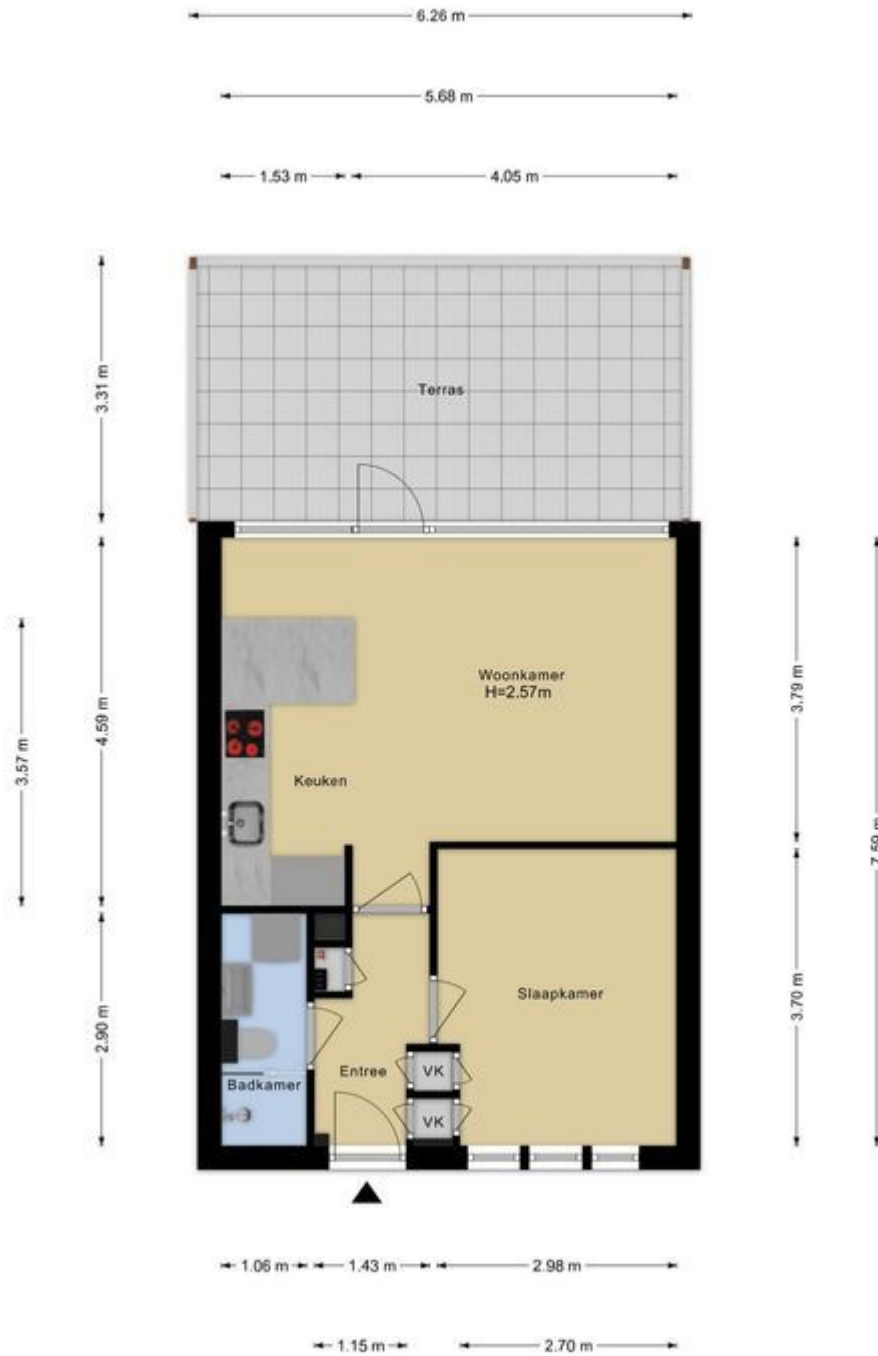 6.26 m
5.68 m
1.53 m
4.05 m
3.31 m
Terras
4.59 m
3.57 m
3.79 m
7.59 m
Woonkamer
H=2.57m
Keuken
2.90 m
3.70 m
Slaapkamer
Badkamer
Entree
VK
VK
1.06 m
1.43 m
2.98 m
1.15 m
2.70 m